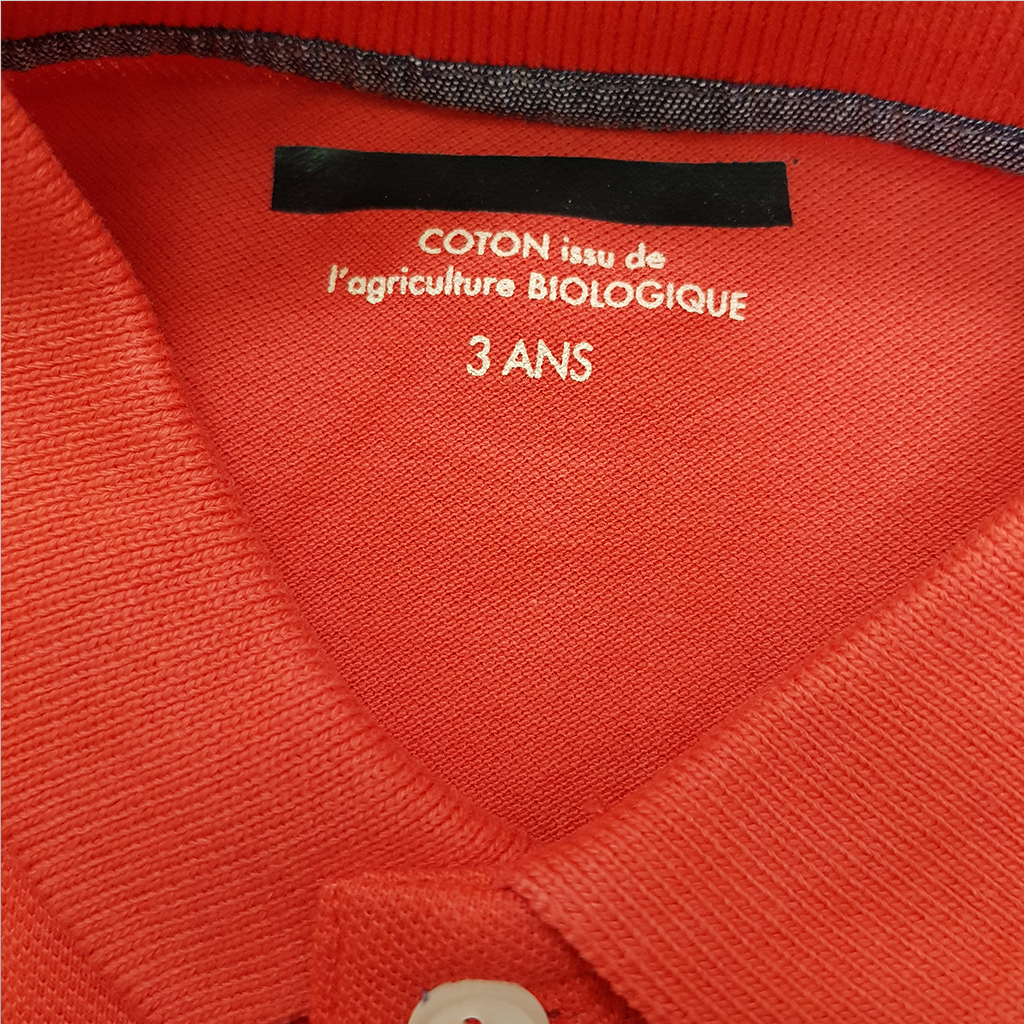 COTON issu de
l'agriculture BIOLOGIQUE
3 ANS